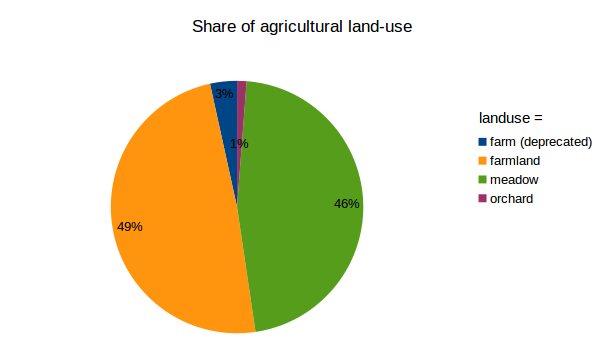 Share of agricultural land-use
landuse =
farm (deprecated)
farmland
meadow
orchard
3%
1%
46%
49%